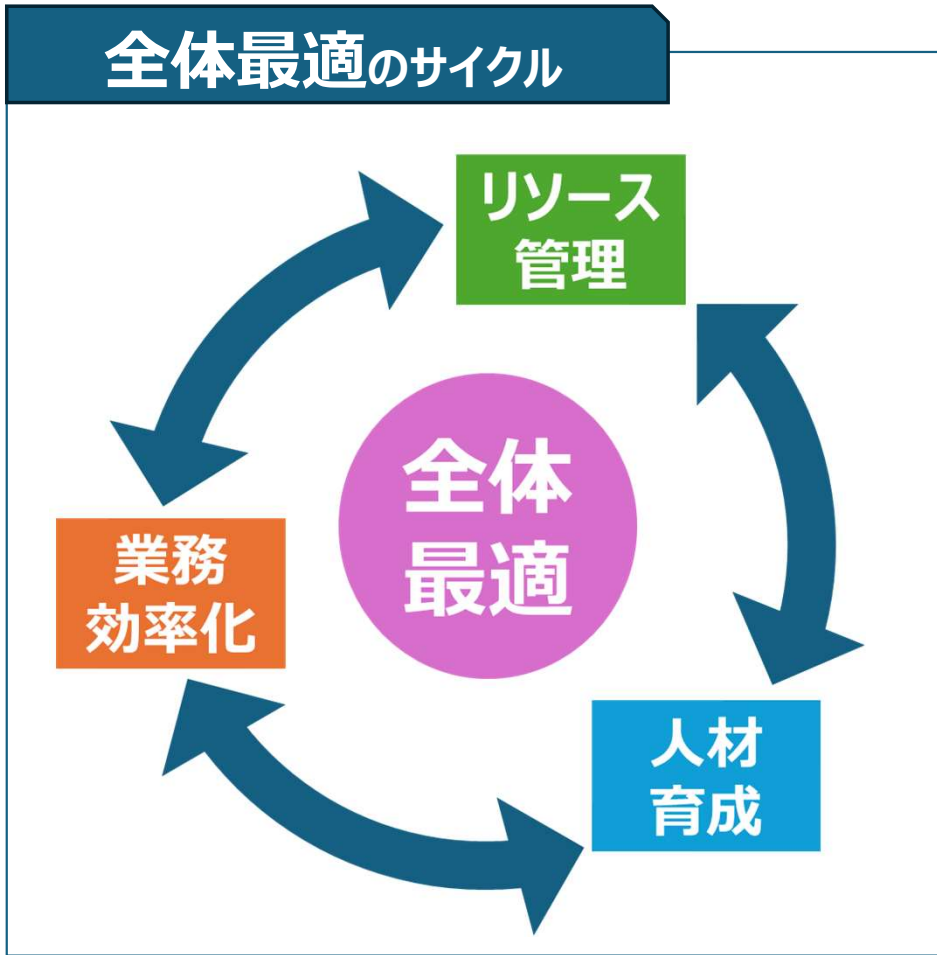 全体最適のサイクル
リソース
管理
全体
最適
業務
効率化
人材
育成